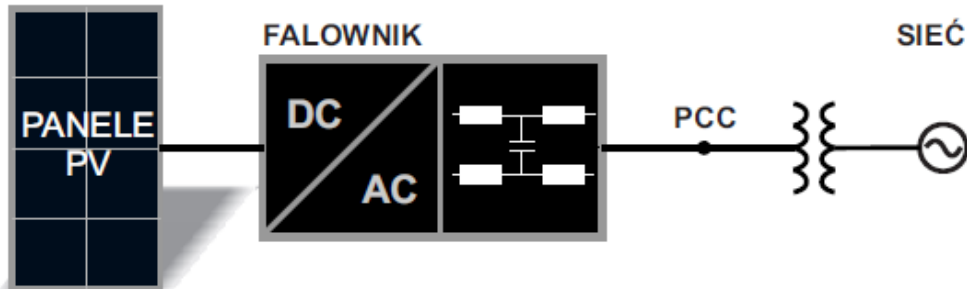 FALOWNIK
SIEĆ
PANELE
PV
DC
AC
PCC